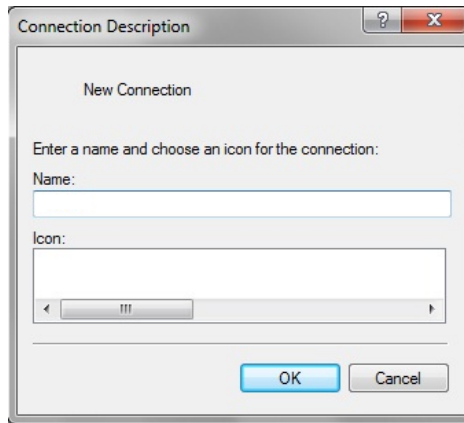 Connection Description
New Connection
Enter a name and choose an icon for the connection:
Name:
Icon:
OK Cancel